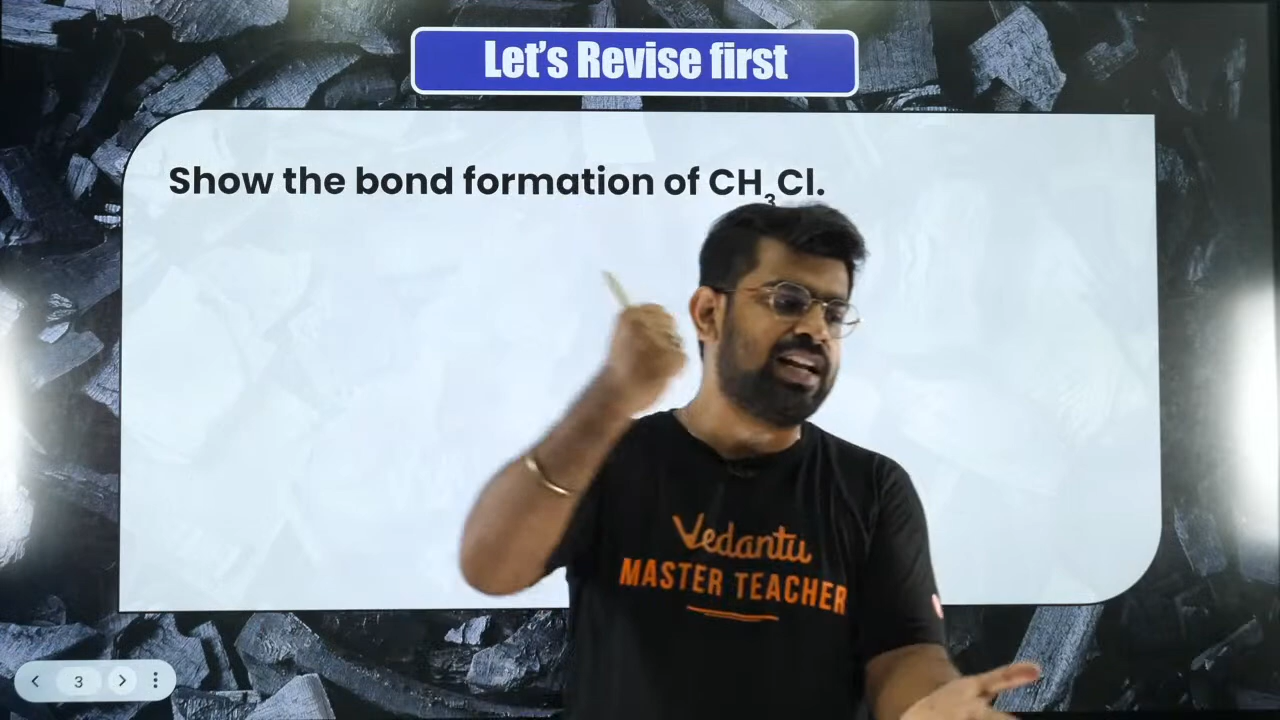 Let's Revise first
Show the bond formation of CH₃Cl.
Vedantu
MASTER TEACHER
3